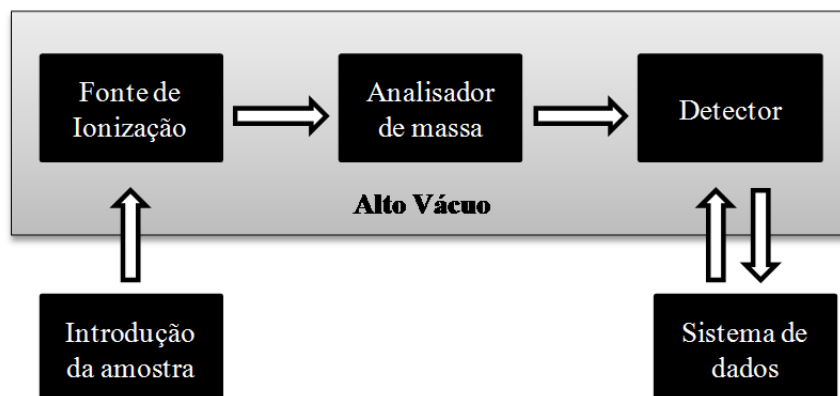 Fonte de
Ionização
Analisador
de massa
Detector
Alto Vácuo
Introdução
da amostra
Sistema de
dados